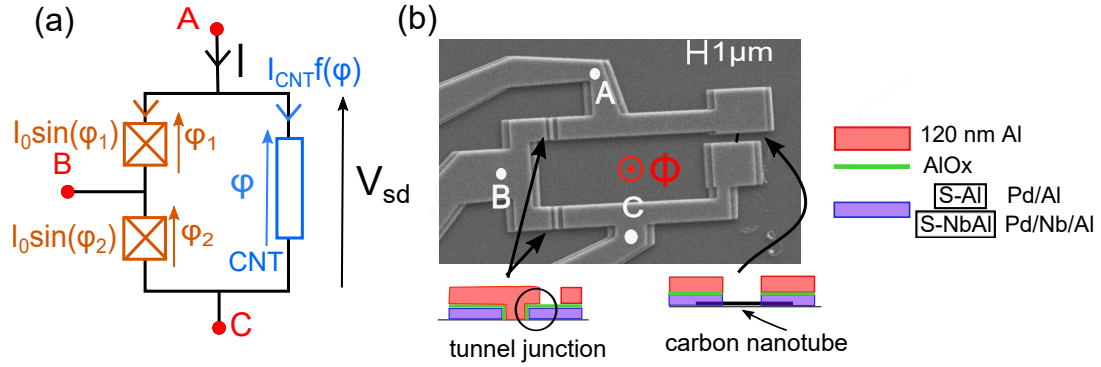 (a)
A
I
I_CNT f(φ)
I₀sin(φ₁)
φ₁
B
φ
V_sd
I₀sin(φ₂)
φ₂
CNT
C
(b)
1μm
A
B
Φ
C
tunnel junction
carbon nanotube
120 nm Al
AlOx
S-Al Pd/Al
S-NbAl Pd/Nb/Al